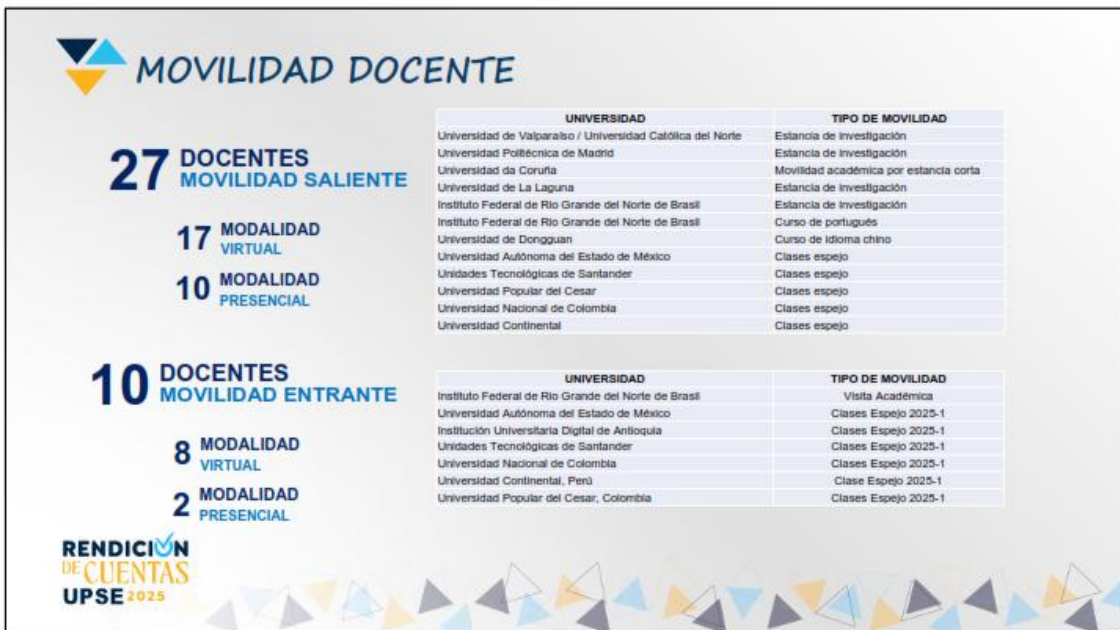 MOVILIDAD DOCENTE
27 DOCENTES
MOVILIDAD SALIENTE
17 MODALIDAD
VIRTUAL
10 MODALIDAD
PRESENCIAL
UNIVERSIDAD TIPO DE MOVILIDAD
Universidad de Valparaíso / Universidad Católica del Norte Estancia de investigación
Universidad Politécnica de Madrid Estancia de investigación
Universidad da Coruña Movilidad académica por estancia corta
Universidad de La Laguna Estancia de investigación
Instituto Federal de Rio Grande del Norte de Brasil Estancia de investigación
Instituto Federal de Rio Grande del Norte de Brasil Curso de portugués
Universidad de Dongguan Curso de idioma chino
Universidad Autónoma del Estado de México Clases espejo
Unidades Tecnológicas de Santander Clases espejo
Universidad Popular del Cesar Clases espejo
Universidad Nacional de Colombia Clases espejo
Universidad Continental Clases espejo
10 DOCENTES
MOVILIDAD ENTRANTE
8 MODALIDAD
VIRTUAL
2 MODALIDAD
PRESENCIAL
UNIVERSIDAD TIPO DE MOVILIDAD
Instituto Federal de Rio Grande del Norte de Brasil Visita Académica
Universidad Autónoma del Estado de México Clases Espejo 2025-1
Institución Universitaria Digital de Antioquia Clases Espejo 2025-1
Unidades Tecnológicas de Santander Clases Espejo 2025-1
Universidad Nacional de Colombia Clases Espejo 2025-1
Universidad Continental, Perú Clase Espejo 2025-1
Universidad Popular del Cesar, Colombia Clases Espejo 2025-1
RENDICIÓN
DE CUENTAS
UPSE 2025